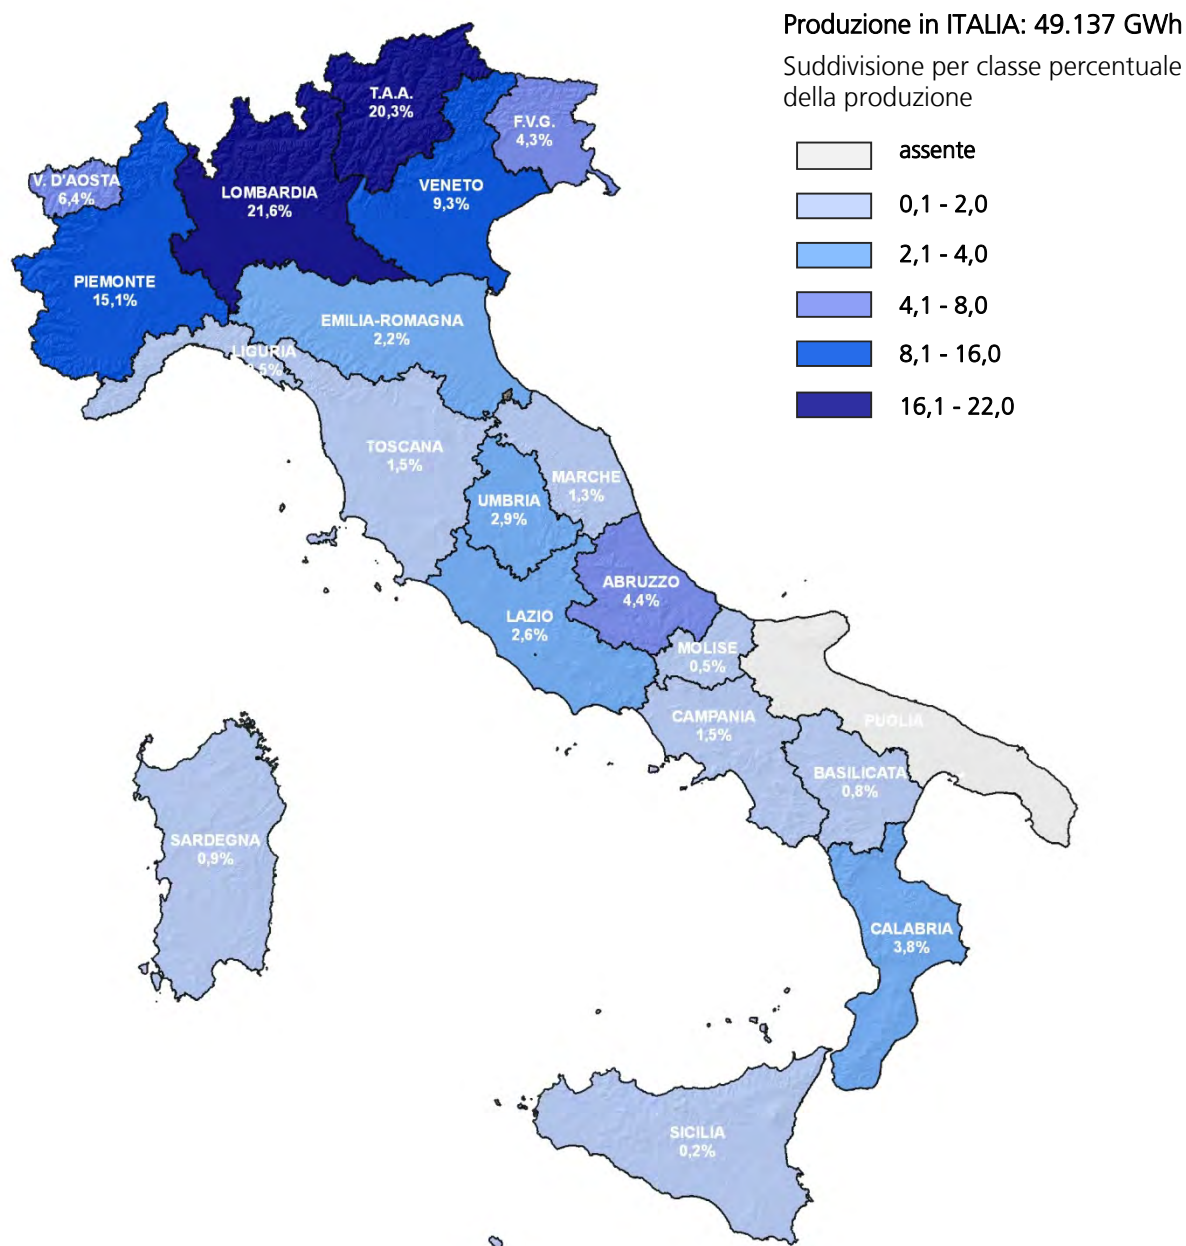 Produzione in ITALIA: 49.137 GWh
Suddivisione per classe percentuale
della produzione
assente
0,1 - 2,0
2,1 - 4,0
4,1 - 8,0
8,1 - 16,0
16,1 - 22,0
T.A.A.
20,3%
F.V.G.
4,3%
V. D'AOSTA
6,4%
LOMBARDIA
21,6%
VENETO
9,3%
PIEMONTE
15,1%
EMILIA-ROMAGNA
2,2%
LIGURIA
TOSCANA
1,5%
MARCHE
1,3%
UMBRIA
2,9%
ABRUZZO
4,4%
LAZIO
2,6%
MOLISE
0,5%
CAMPANIA
1,5%
PUGLIA
BASILICATA
0,8%
SARDEGNA
0,9%
CALABRIA
3,8%
SICILIA
0,2%